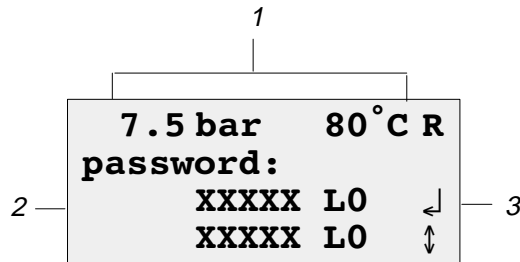 1
7.5 bar 80°C R
password:
2 XXXXX L0 ↵ 3
XXXXX L0 ↕